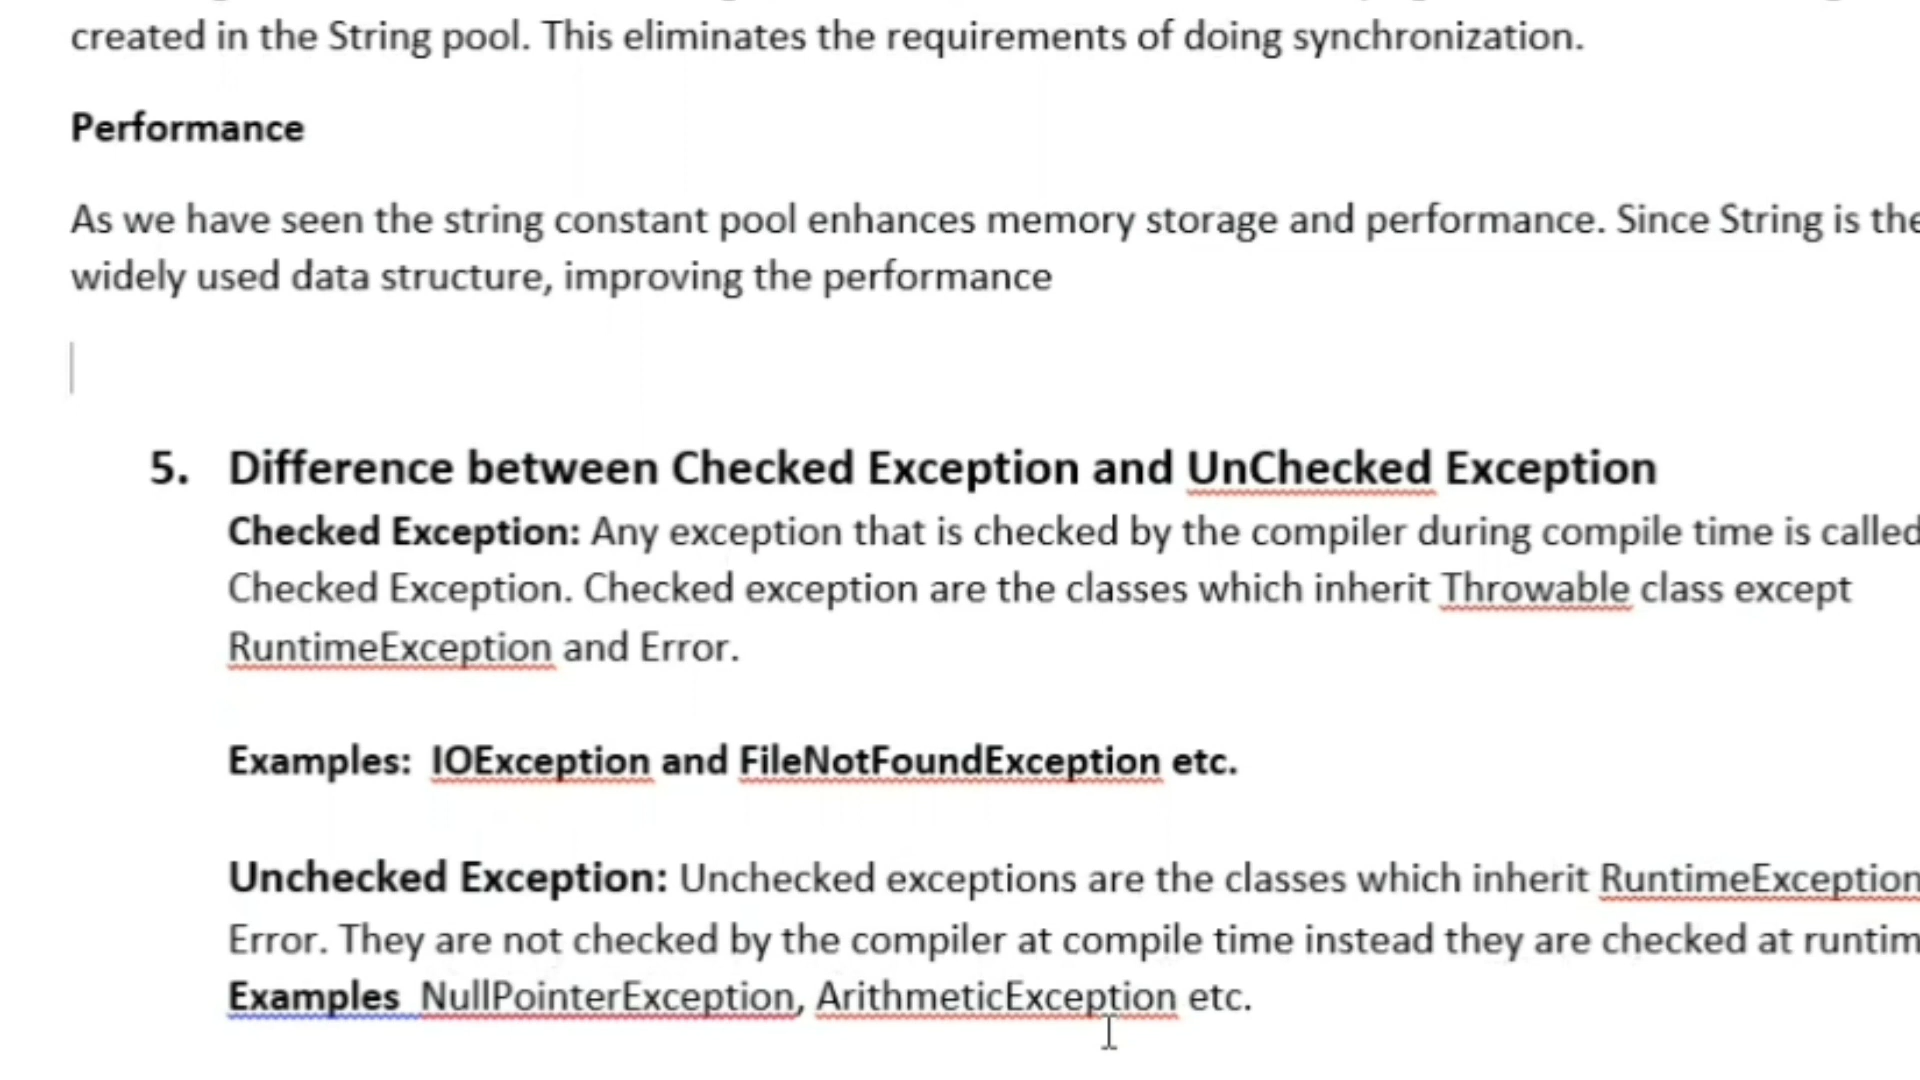 created in the String pool. This eliminates the requirements of doing synchronization.
Performance
As we have seen the string constant pool enhances memory storage and performance. Since String is the
widely used data structure, improving the performance
5. Difference between Checked Exception and UnChecked Exception
Checked Exception: Any exception that is checked by the compiler during compile time is called
Checked Exception. Checked exception are the classes which inherit Throwable class except
RuntimeException and Error.
Examples: IOException and FileNotFoundException etc.
Unchecked Exception: Unchecked exceptions are the classes which inherit RuntimeException
Error. They are not checked by the compiler at compile time instead they are checked at runtim
Examples NullPointerException, ArithmeticException etc.